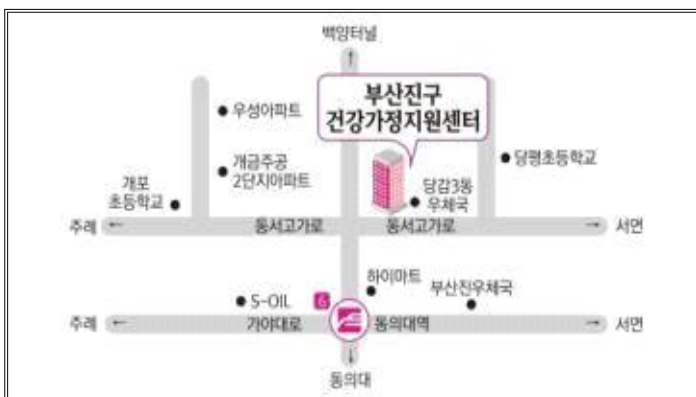 백양터널
부산진구
건강가정지원센터
우성아파트
당평초등학교
개금주공
2단지아파트
개포
초등학교
당감3동
우체국
주례
동서고가로
동서고가로
서면
하이마트
부산진우체국
S-OIL
6
주례
가야대로
동의대역
서면
동의대